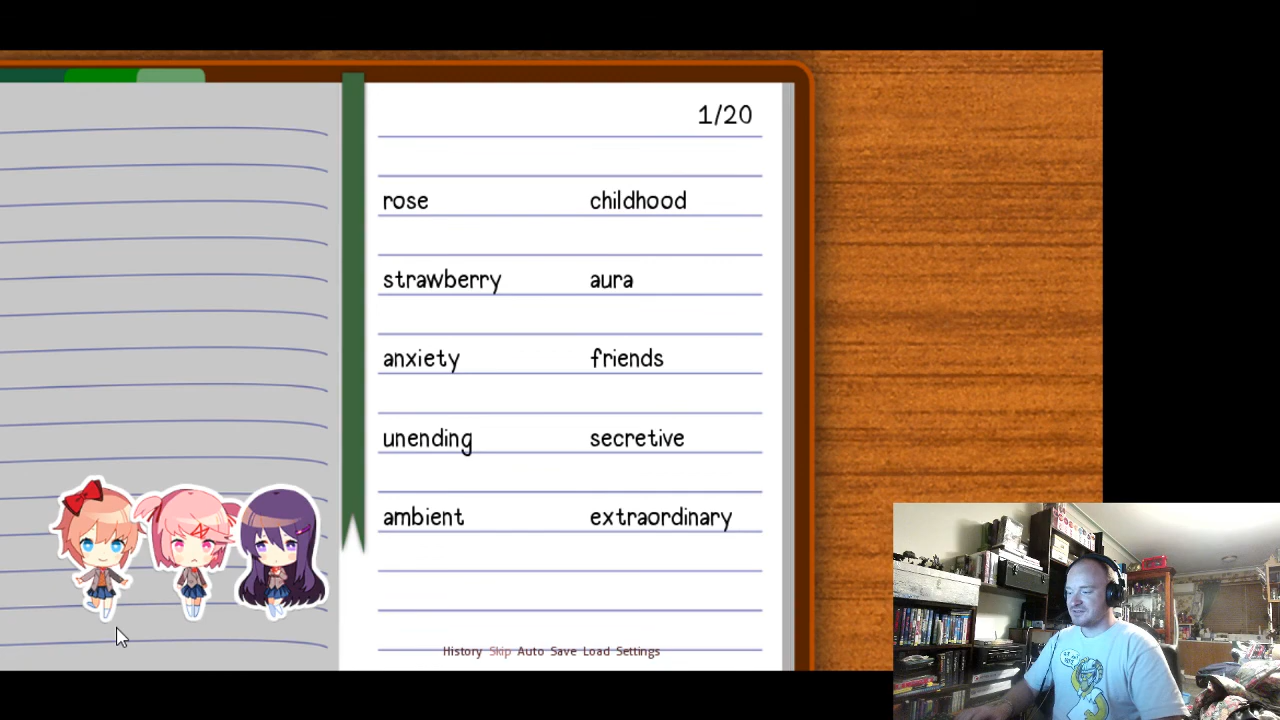 1/20
rose childhood
strawberry aura
anxiety friends
unending secretive
ambient extraordinary
History Skip Auto Save Load Settings